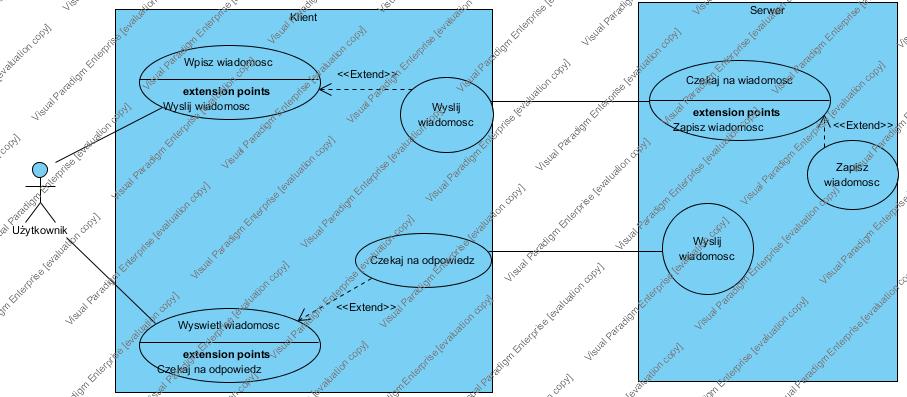 Klient
Serwer
Wpisz wiadomosc
extension points
Wyslij wiadomosc
<<Extend>>
Wyslij
wiadomosc
Czekaj na wiadomosc
extension points
Zapisz wiadomosc
<<Extend>>
Zapisz
wiadomosc
Użytkownik
Czekaj na odpowiedz
Wyslij
wiadomosc
<<Extend>>
Wyswietl wiadomosc
extension points
Czekaj na odpowiedz
Visual Paradigm Enterprise [evaluation copy]